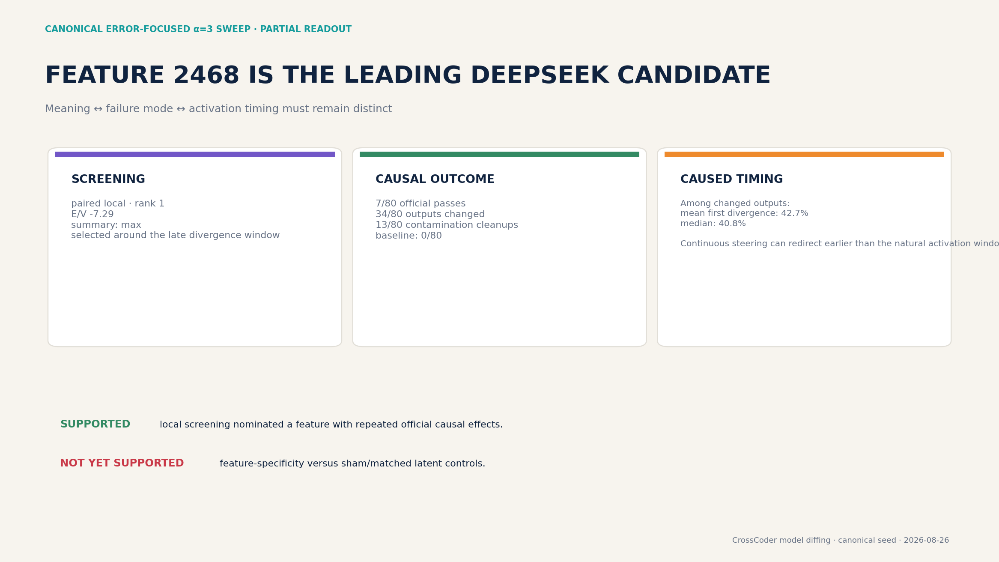 CANONICAL ERROR-FOCUSED α=3 SWEEP · PARTIAL READOUT
FEATURE 2468 IS THE LEADING DEEPSEEK CANDIDATE
Meaning ↔ failure mode ↔ activation timing must remain distinct
SCREENING
paired local · rank 1
E/V -7.29
summary: max
selected around the late divergence window
CAUSAL OUTCOME
7/80 official passes
34/80 outputs changed
13/80 contamination cleanups
baseline: 0/80
CAUSED TIMING
Among changed outputs:
mean first divergence: 42.7%
median: 40.8%
Continuous steering can redirect earlier than the natural activation windo
SUPPORTED local screening nominated a feature with repeated official causal effects.
NOT YET SUPPORTED feature-specificity versus sham/matched latent controls.
CrossCoder model diffing · canonical seed · 2026-08-26